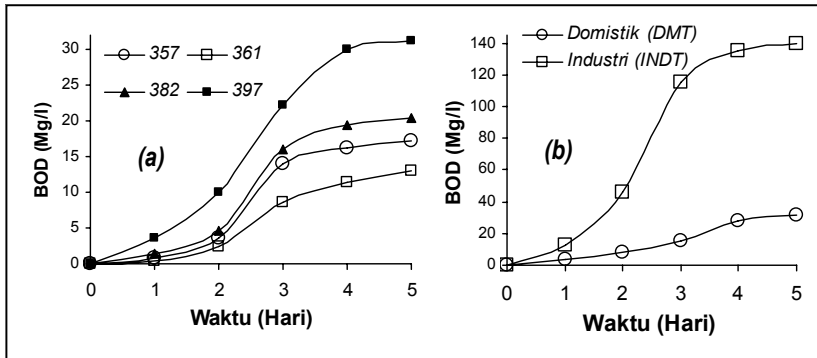 BOD (Mg/l)
30
25
20
15
10
5
0
357 361
382 397
(a)
0 1 2 3 4 5
Waktu (Hari)
BOD (Mg/l)
140
120
100
80
60
40
20
0
Domistik (DMT)
Industri (INDT)
(b)
0 1 2 3 4 5
Waktu (Hari)